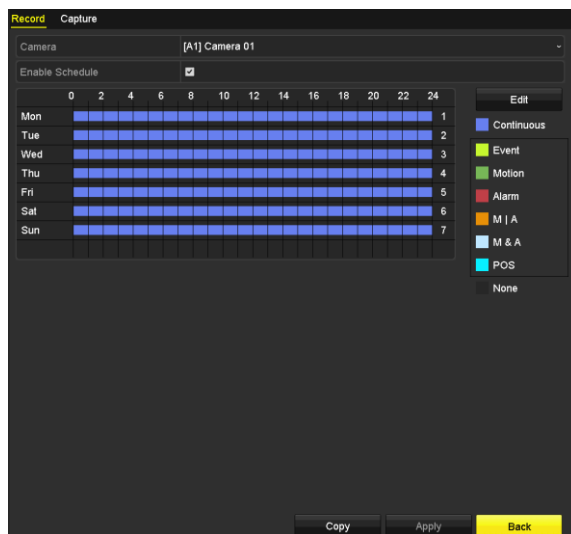 Record Capture
Camera [A1] Camera 01
Enable Schedule
0 2 4 6 8 10 12 14 16 18 20 22 24
Edit
Mon 1
Continuous
Tue 2
Wed 3
Event
Thu 4
Motion
Fri 5
Alarm
Sat 6
M | A
Sun 7
M & A
POS
None
Copy Apply Back